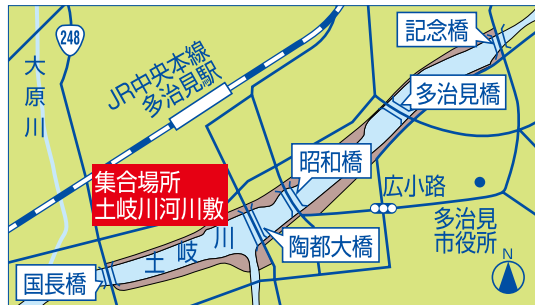 記念橋
248
大原川
JR中央本線
多治見駅
多治見橋
昭和橋
集合場所
土岐川河川敷
広小路
多治見
市役所
土岐川
陶都大橋
国長橋
N